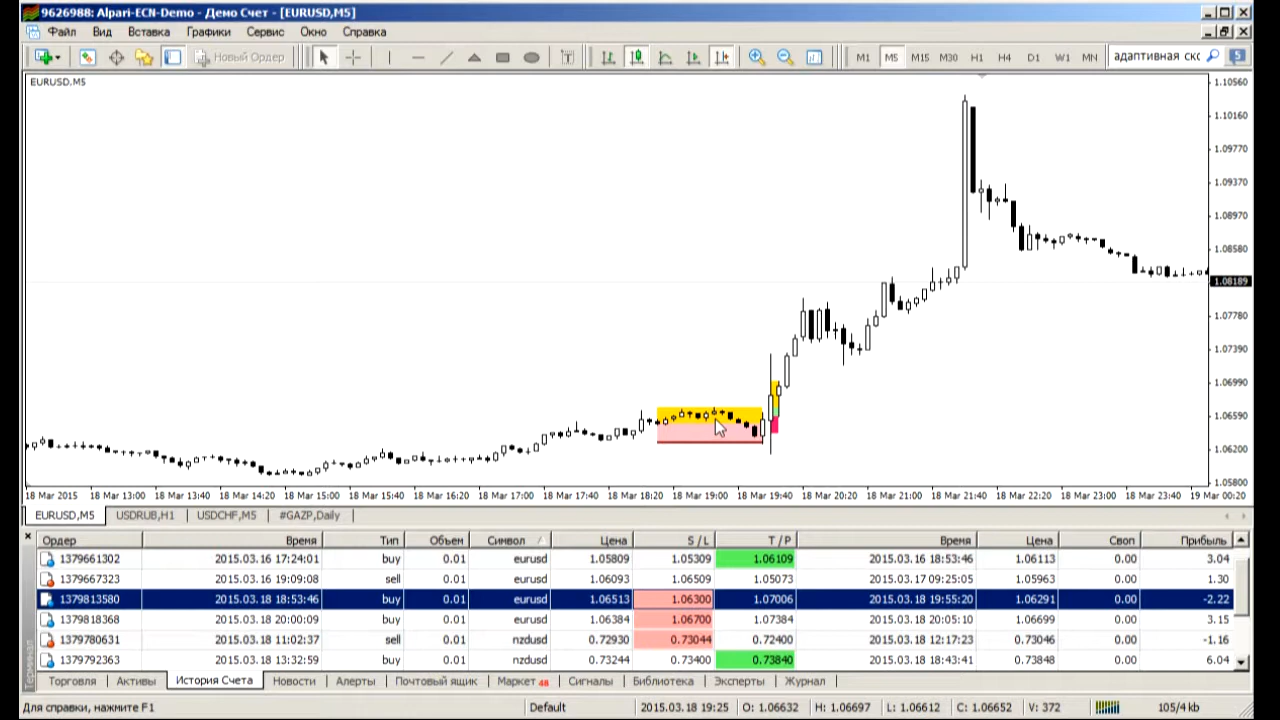 9626988: Alpari-ECN-Demo - Демо Счет - [EURUSD,M5]
Файл Вид Вставка Графики Сервис Окно Справка
Новый Ордер T M1 M5 M15 M30 H1 H4 D1 W1 MN адаптивная скс 5
EURUSD,M5
1.10560
1.10160
1.09770
1.09370
1.08970
1.08580
1.08189
1.07780
1.07390
1.06990
1.06590
1.06200
1.05800
18 Mar 2015 18 Mar 13:00 18 Mar 13:40 18 Mar 14:20 18 Mar 15:00 18 Mar 15:40 18 Mar 16:20 18 Mar 17:00 18 Mar 17:40 18 Mar 18:20 18 Mar 19:00 18 Mar 19:40 18 Mar 20:20 18 Mar 21:00 18 Mar 21:40 18 Mar 22:20 18 Mar 23:00 18 Mar 23:40 19 Mar 00:20
EURUSD,M5 USDRUB,H1 USDCHF,M5 #GAZP,Daily
Ордер Время Тип Объем Символ Цена S / L T / P Время Цена Своп Прибыль
1379661302 2015.03.16 17:24:01 buy 0.01 eurusd 1.05809 1.05309 1.06109 2015.03.16 18:53:46 1.06113 0.00 3.04
1379667323 2015.03.16 19:09:08 sell 0.01 eurusd 1.06093 1.06509 1.05073 2015.03.17 09:25:05 1.05963 0.00 1.30
1379813580 2015.03.18 18:53:46 buy 0.01 eurusd 1.06513 1.06300 1.07006 2015.03.18 19:55:20 1.06291 0.00 -2.22
1379818368 2015.03.18 20:00:09 buy 0.01 eurusd 1.06384 1.06700 1.07384 2015.03.18 20:05:10 1.06699 0.00 3.15
1379780631 2015.03.18 11:02:37 sell 0.01 nzdusd 0.72930 0.73044 0.72400 2015.03.18 12:17:23 0.73046 0.00 -1.16
1379792363 2015.03.18 13:32:59 buy 0.01 nzdusd 0.73244 0.73400 0.73840 2015.03.18 18:43:41 0.73848 0.00 6.04
Терминал
Торговля Активы История Счета Новости Алерты Почтовый ящик Маркет 48 Сигналы Библиотека Эксперты Журнал
Для справки, нажмите F1 Default 2015.03.18 19:25 O: 1.06632 H: 1.06697 L: 1.06612 C: 1.06652 V: 372 105/4 kb